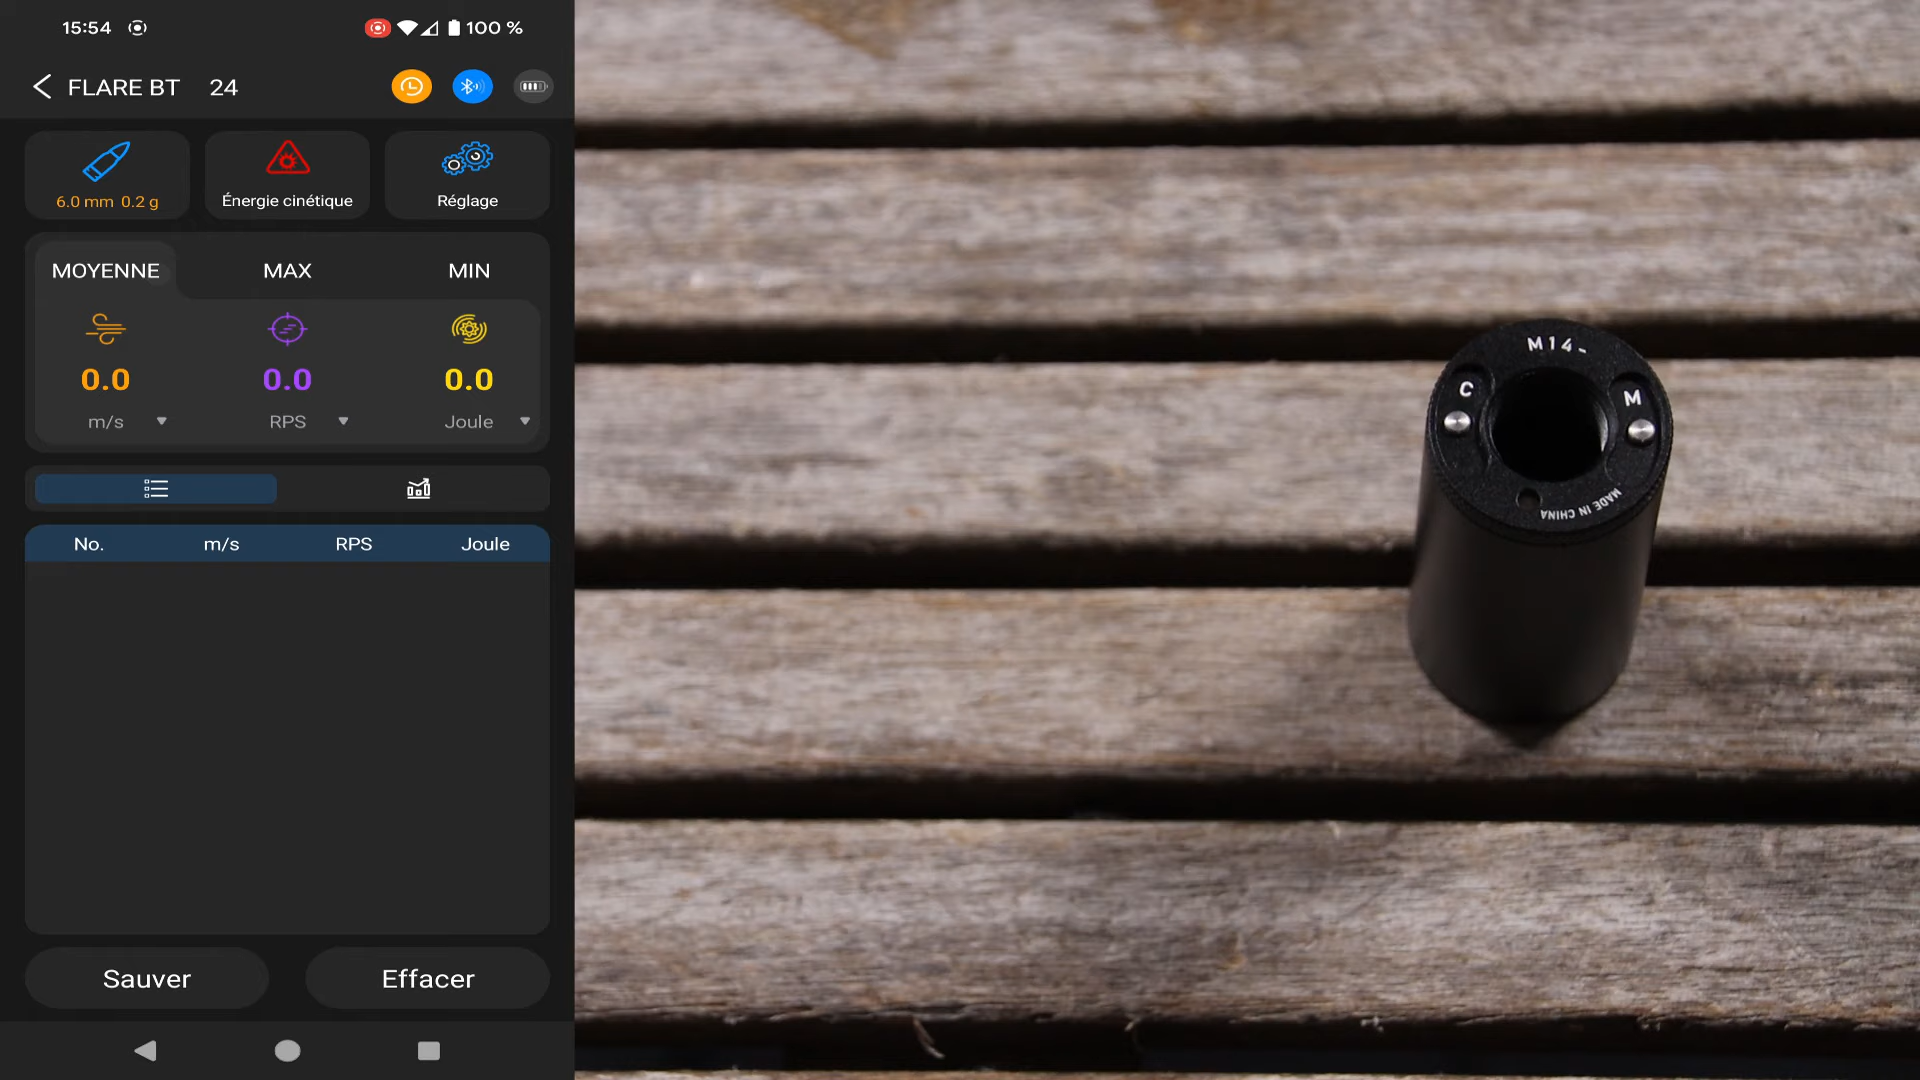 15:54
100 %
FLARE BT 24
6.0 mm 0.2 g
Énergie cinétique
Réglage
MOYENNE MAX MIN
0.0 0.0 0.0
m/s RPS Joule
No. m/s RPS Joule
Sauver Effacer
M14-
C M
MADE IN CHINA